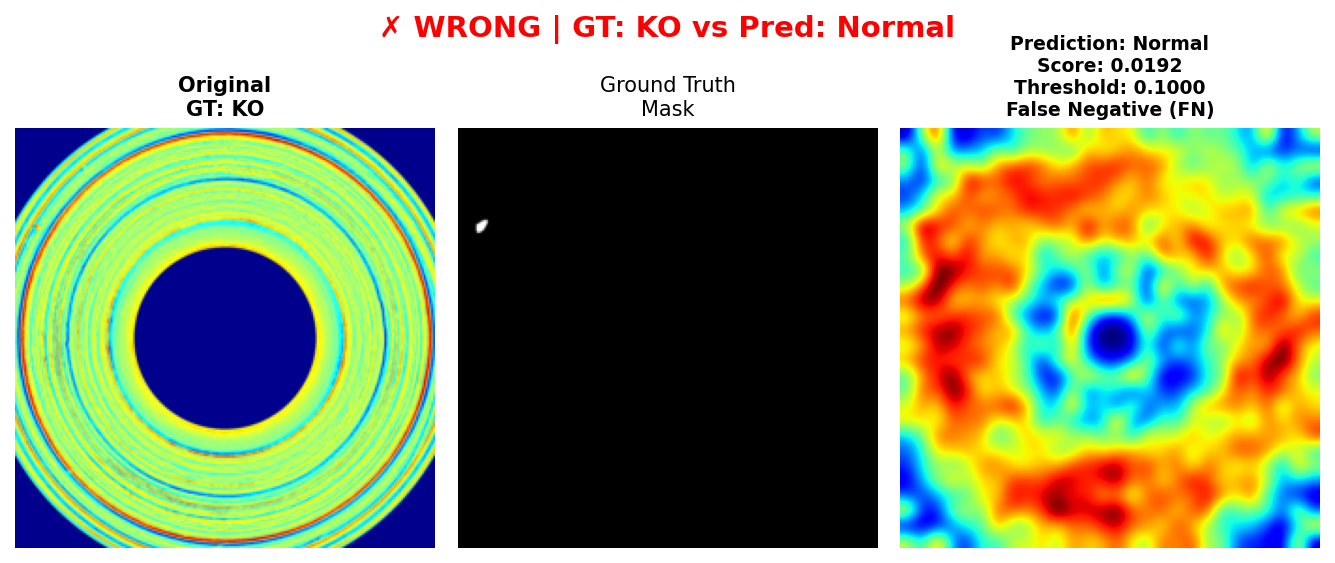 ✗ WRONG | GT: KO vs Pred: Normal
Original
GT: KO
Ground Truth
Mask
Prediction: Normal
Score: 0.0192
Threshold: 0.1000
False Negative (FN)